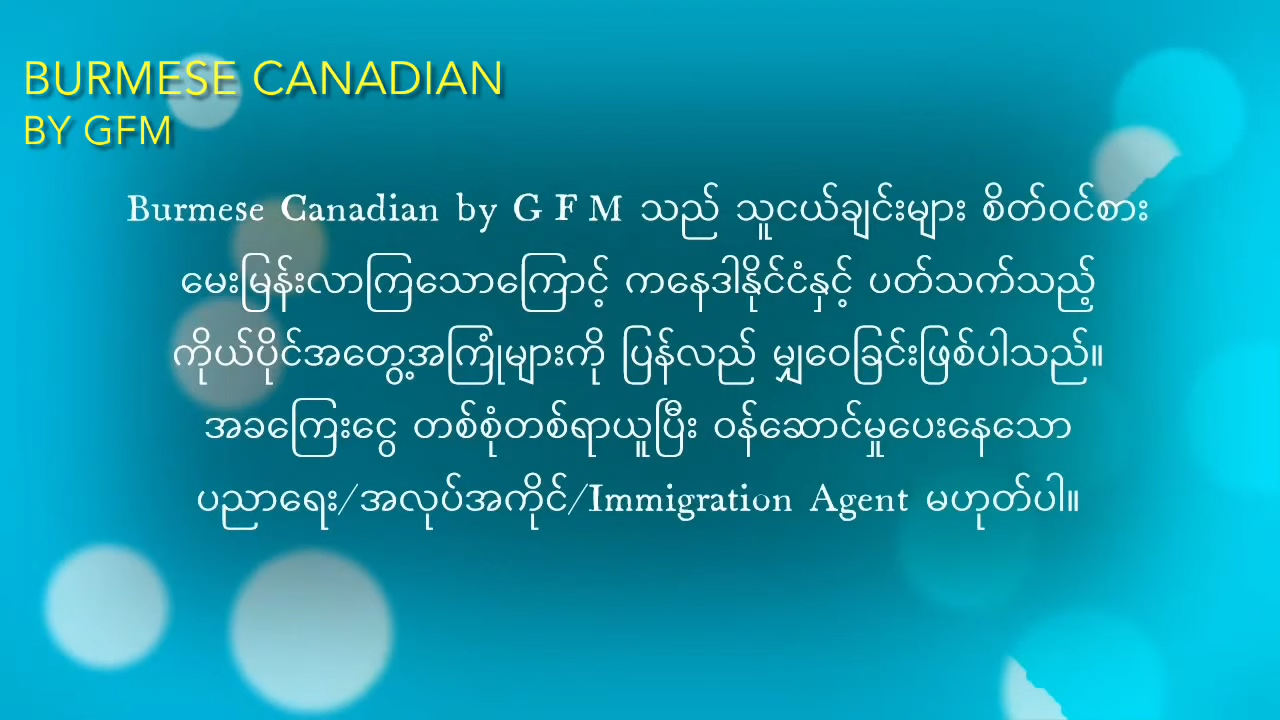 BURMESE CANADIAN
BY GFM
Burmese Canadian by G F M သည် သူငယ်ချင်းများ စိတ်ဝင်စား
မေးမြန်းလာကြသောကြောင့် ကနေဒါနိုင်ငံနှင့် ပတ်သက်သည့်
ကိုယ်ပိုင်အတွေ့အကြုံများကို ပြန်လည် မျှဝေခြင်းဖြစ်ပါသည်။
အခကြေးငွေ တစ်စုံတစ်ရာယူပြီး ဝန်ဆောင်မှုပေးနေသော
ပညာရေး/အလုပ်အကိုင်/Immigration Agent မဟုတ်ပါ။